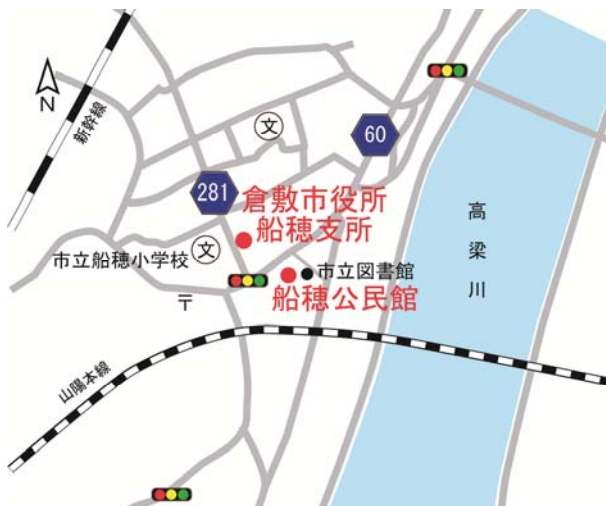 新幹線
N
文
60
281
倉敷市役所
船穂支所
高梁川
市立船穂小学校
文
市立図書館
船穂公民館
〒
山陽本線